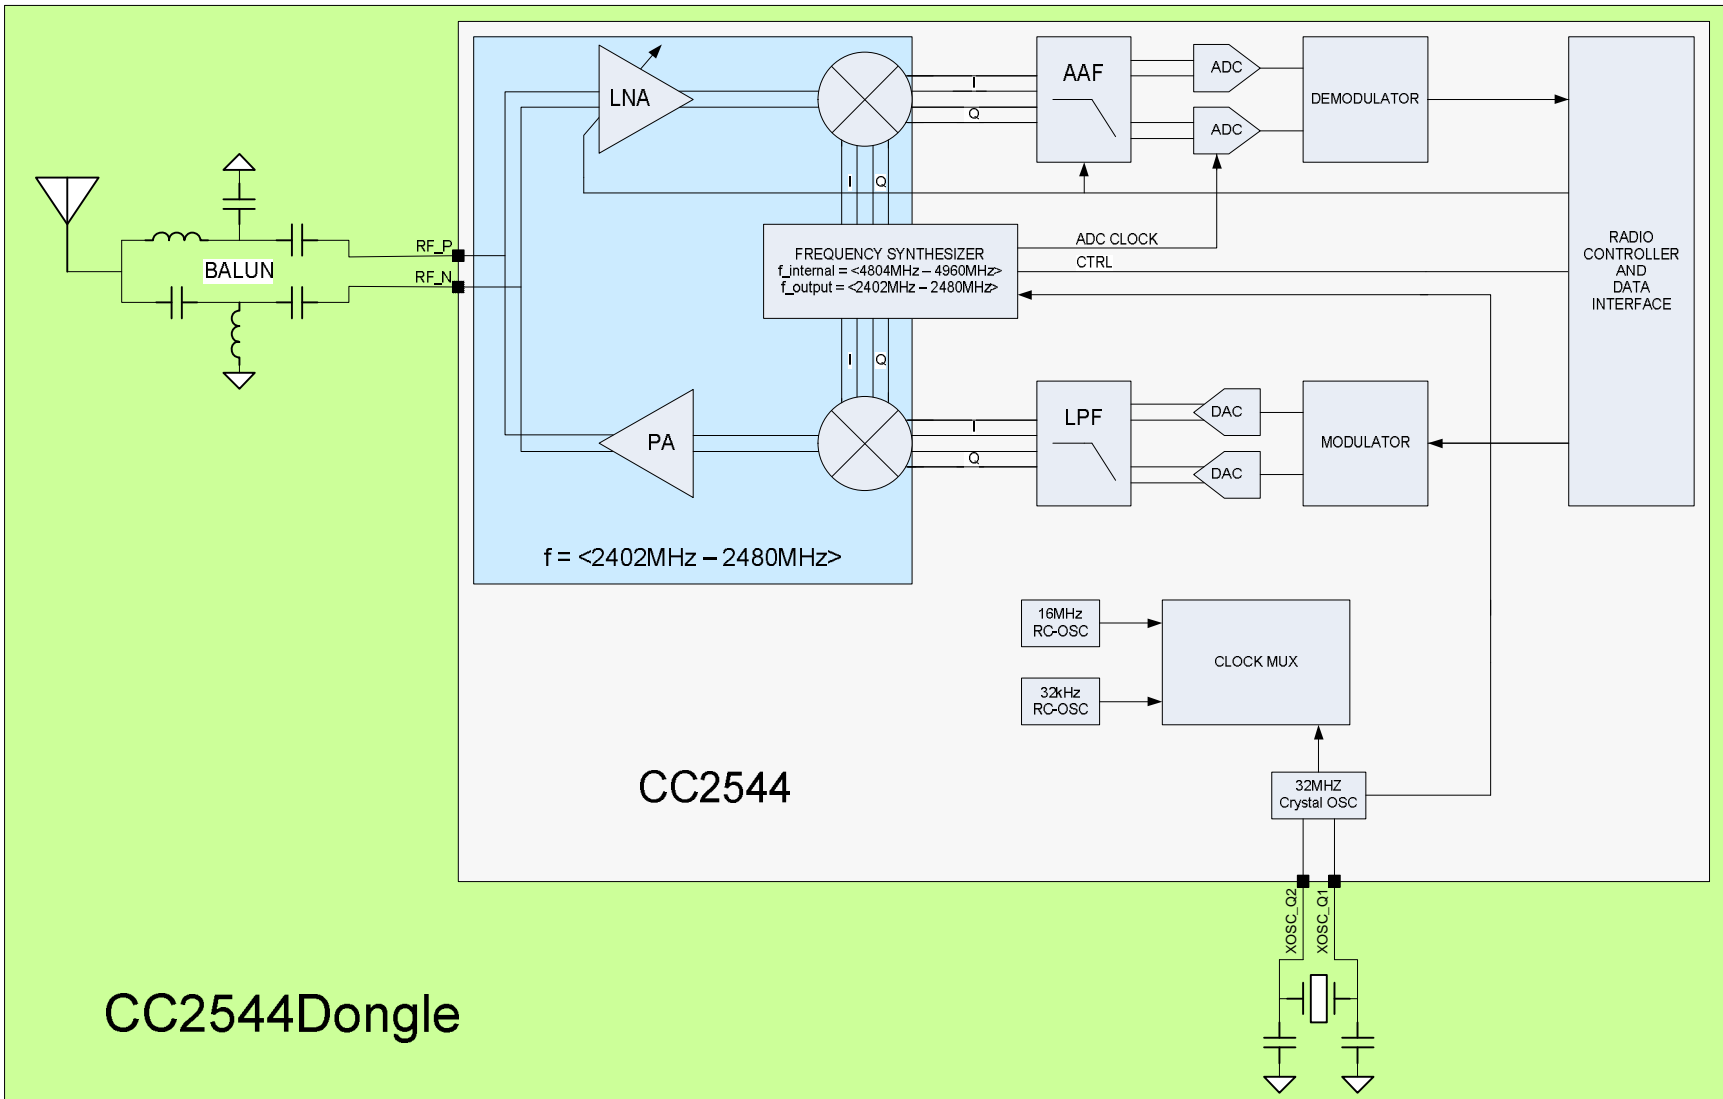 LNA
I
Q
AAF
ADC
ADC
DEMODULATOR
I
Q
RF_P
RF_N
BALUN
FREQUENCY SYNTHESIZER
f_internal = <4804MHz – 4960MHz>
f_output = <2402MHz – 2480MHz>
ADC CLOCK
CTRL
RADIO
CONTROLLER
AND
DATA
INTERFACE
I
Q
PA
I
Q
LPF
DAC
DAC
MODULATOR
f = <2402MHz – 2480MHz>
16MHz
RC-OSC
32kHz
RC-OSC
CLOCK MUX
CC2544
32MHZ
Crystal OSC
XOSC_Q2
XOSC_Q1
CC2544Dongle